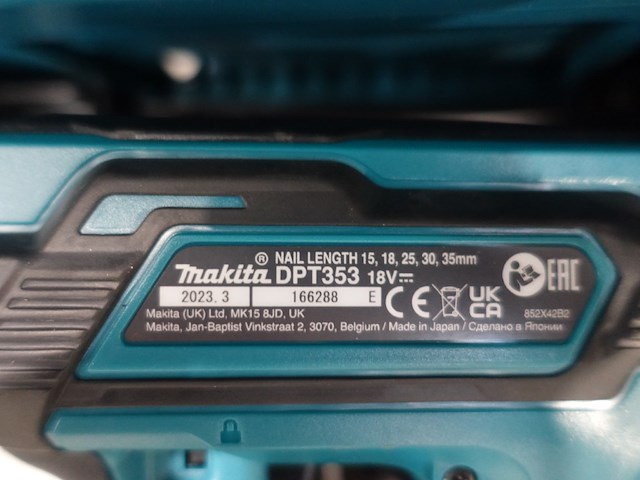 ® NAIL LENGTH 15, 18, 25, 30, 35mm
makita DPT353 18V⎓
2023. 3 166288 E CE UK CA EAC
Makita (UK) Ltd, MK15 8JD, UK 852X42B2
Makita, Jan-Baptist Vinkstraat 2, 3070, Belgium / Made in Japan / Сделано в Японии